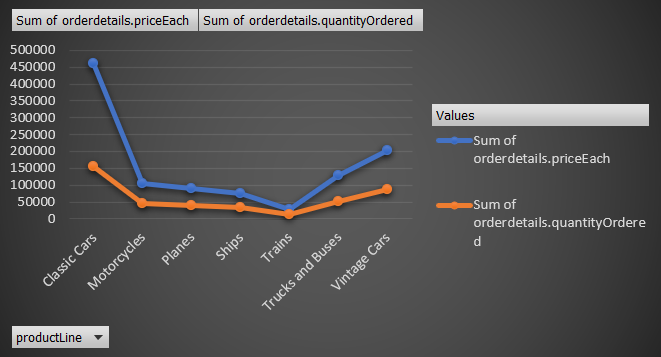 Sum of orderdetails.priceEach Sum of orderdetails.quantityOrdered
500000
450000
400000
350000
300000
250000
200000
150000
100000
50000
0
Classic Cars
Motorcycles
Planes
Ships
Trains
Trucks and Buses
Vintage Cars
Values
Sum of
orderdetails.priceEach
Sum of
orderdetails.quantityOrdere
d
productLine